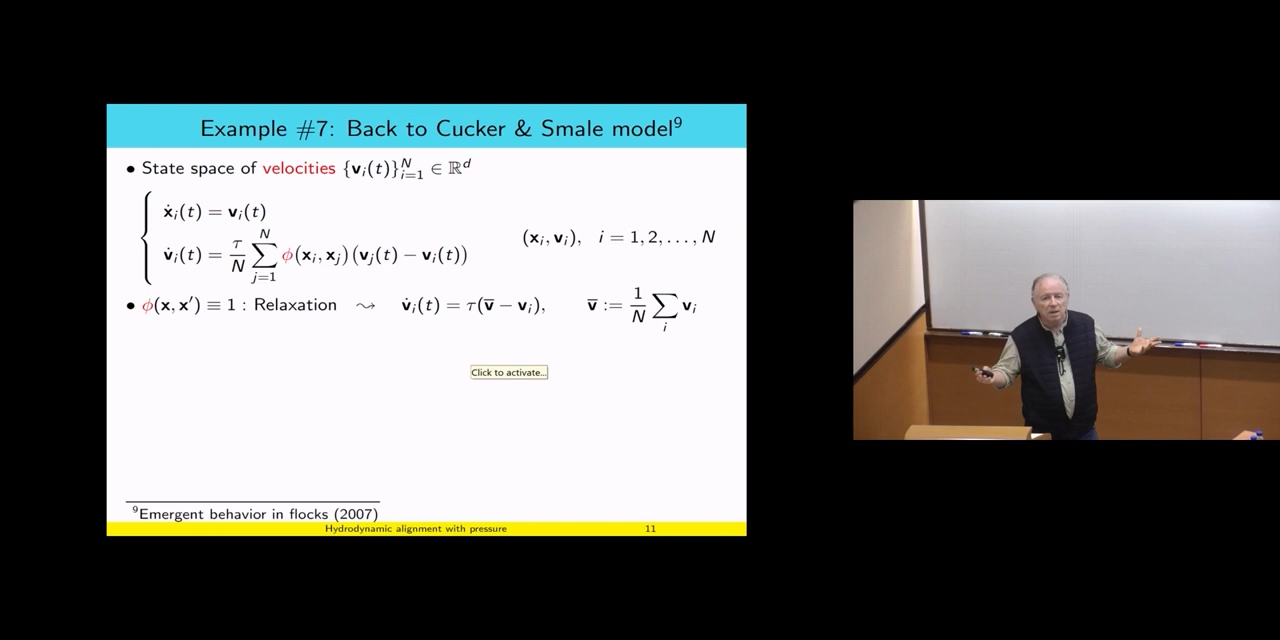 Example #7: Back to Cucker & Smale model⁹
• State space of velocities {vᵢ(t)}ᴺᵢ₌₁ ∈ ℝᵈ
ẋᵢ(t) = vᵢ(t)
v̇ᵢ(t) = τ/N ∑ᴺⱼ₌₁ ϕ(xᵢ, xⱼ)(vⱼ(t) − vᵢ(t))
(xᵢ, vᵢ), i = 1, 2, . . . , N
• ϕ(x, x′) ≡ 1 : Relaxation ⇝ v̇ᵢ(t) = τ(v̅ − vᵢ), v̅ := 1/N ∑ᵢ vᵢ
Click to activate...
⁹Emergent behavior in flocks (2007)
Hydrodynamic alignment with pressure 11